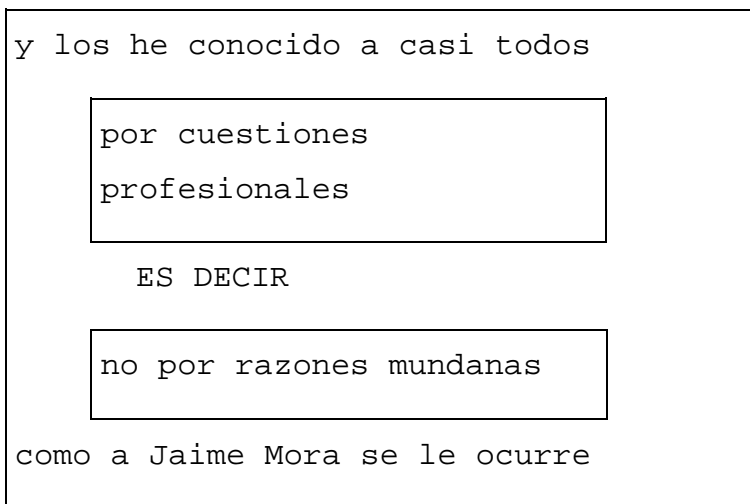 y los he conocido a casi todos
por cuestiones
profesionales
ES DECIR
no por razones mundanas
como a Jaime Mora se le ocurre